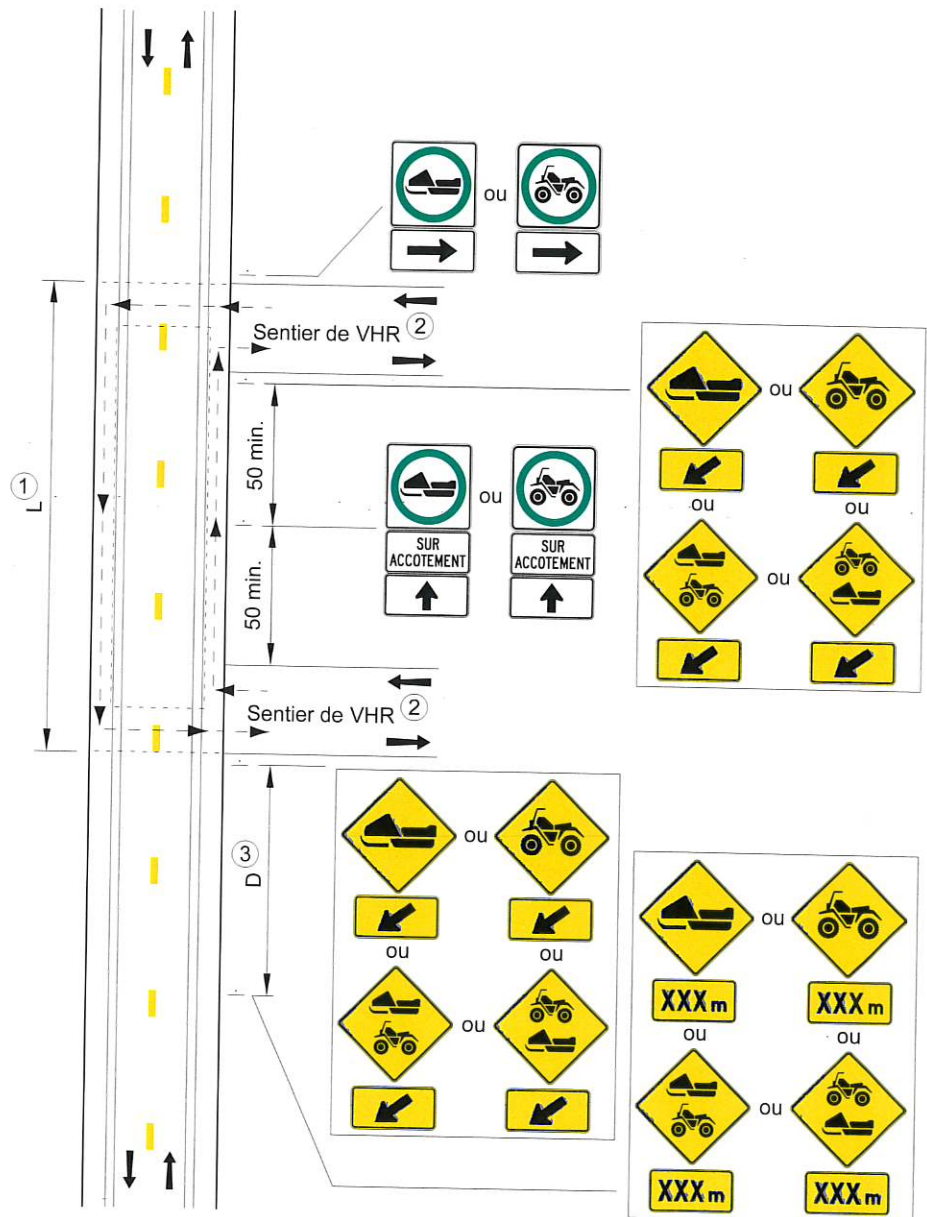 ou
Sentier de VHR 2
ou
1
L
50 min.
ou
ou
ou
SUR
ACCOTEMENT
SUR
ACCOTEMENT
ou
50 min.
Sentier de VHR 2
3
D
ou
ou
ou
ou
ou
XXX m
XXX m
ou
ou
ou
XXX m
XXX m